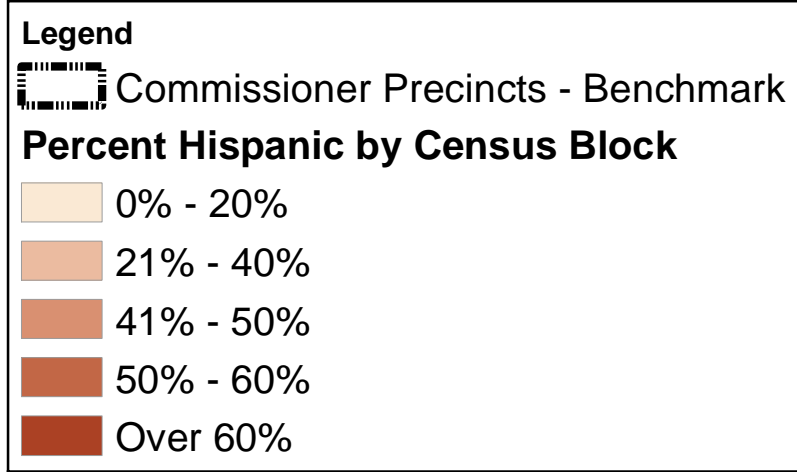 Legend
Commissioner Precincts - Benchmark
Percent Hispanic by Census Block
0% - 20%
21% - 40%
41% - 50%
50% - 60%
Over 60%